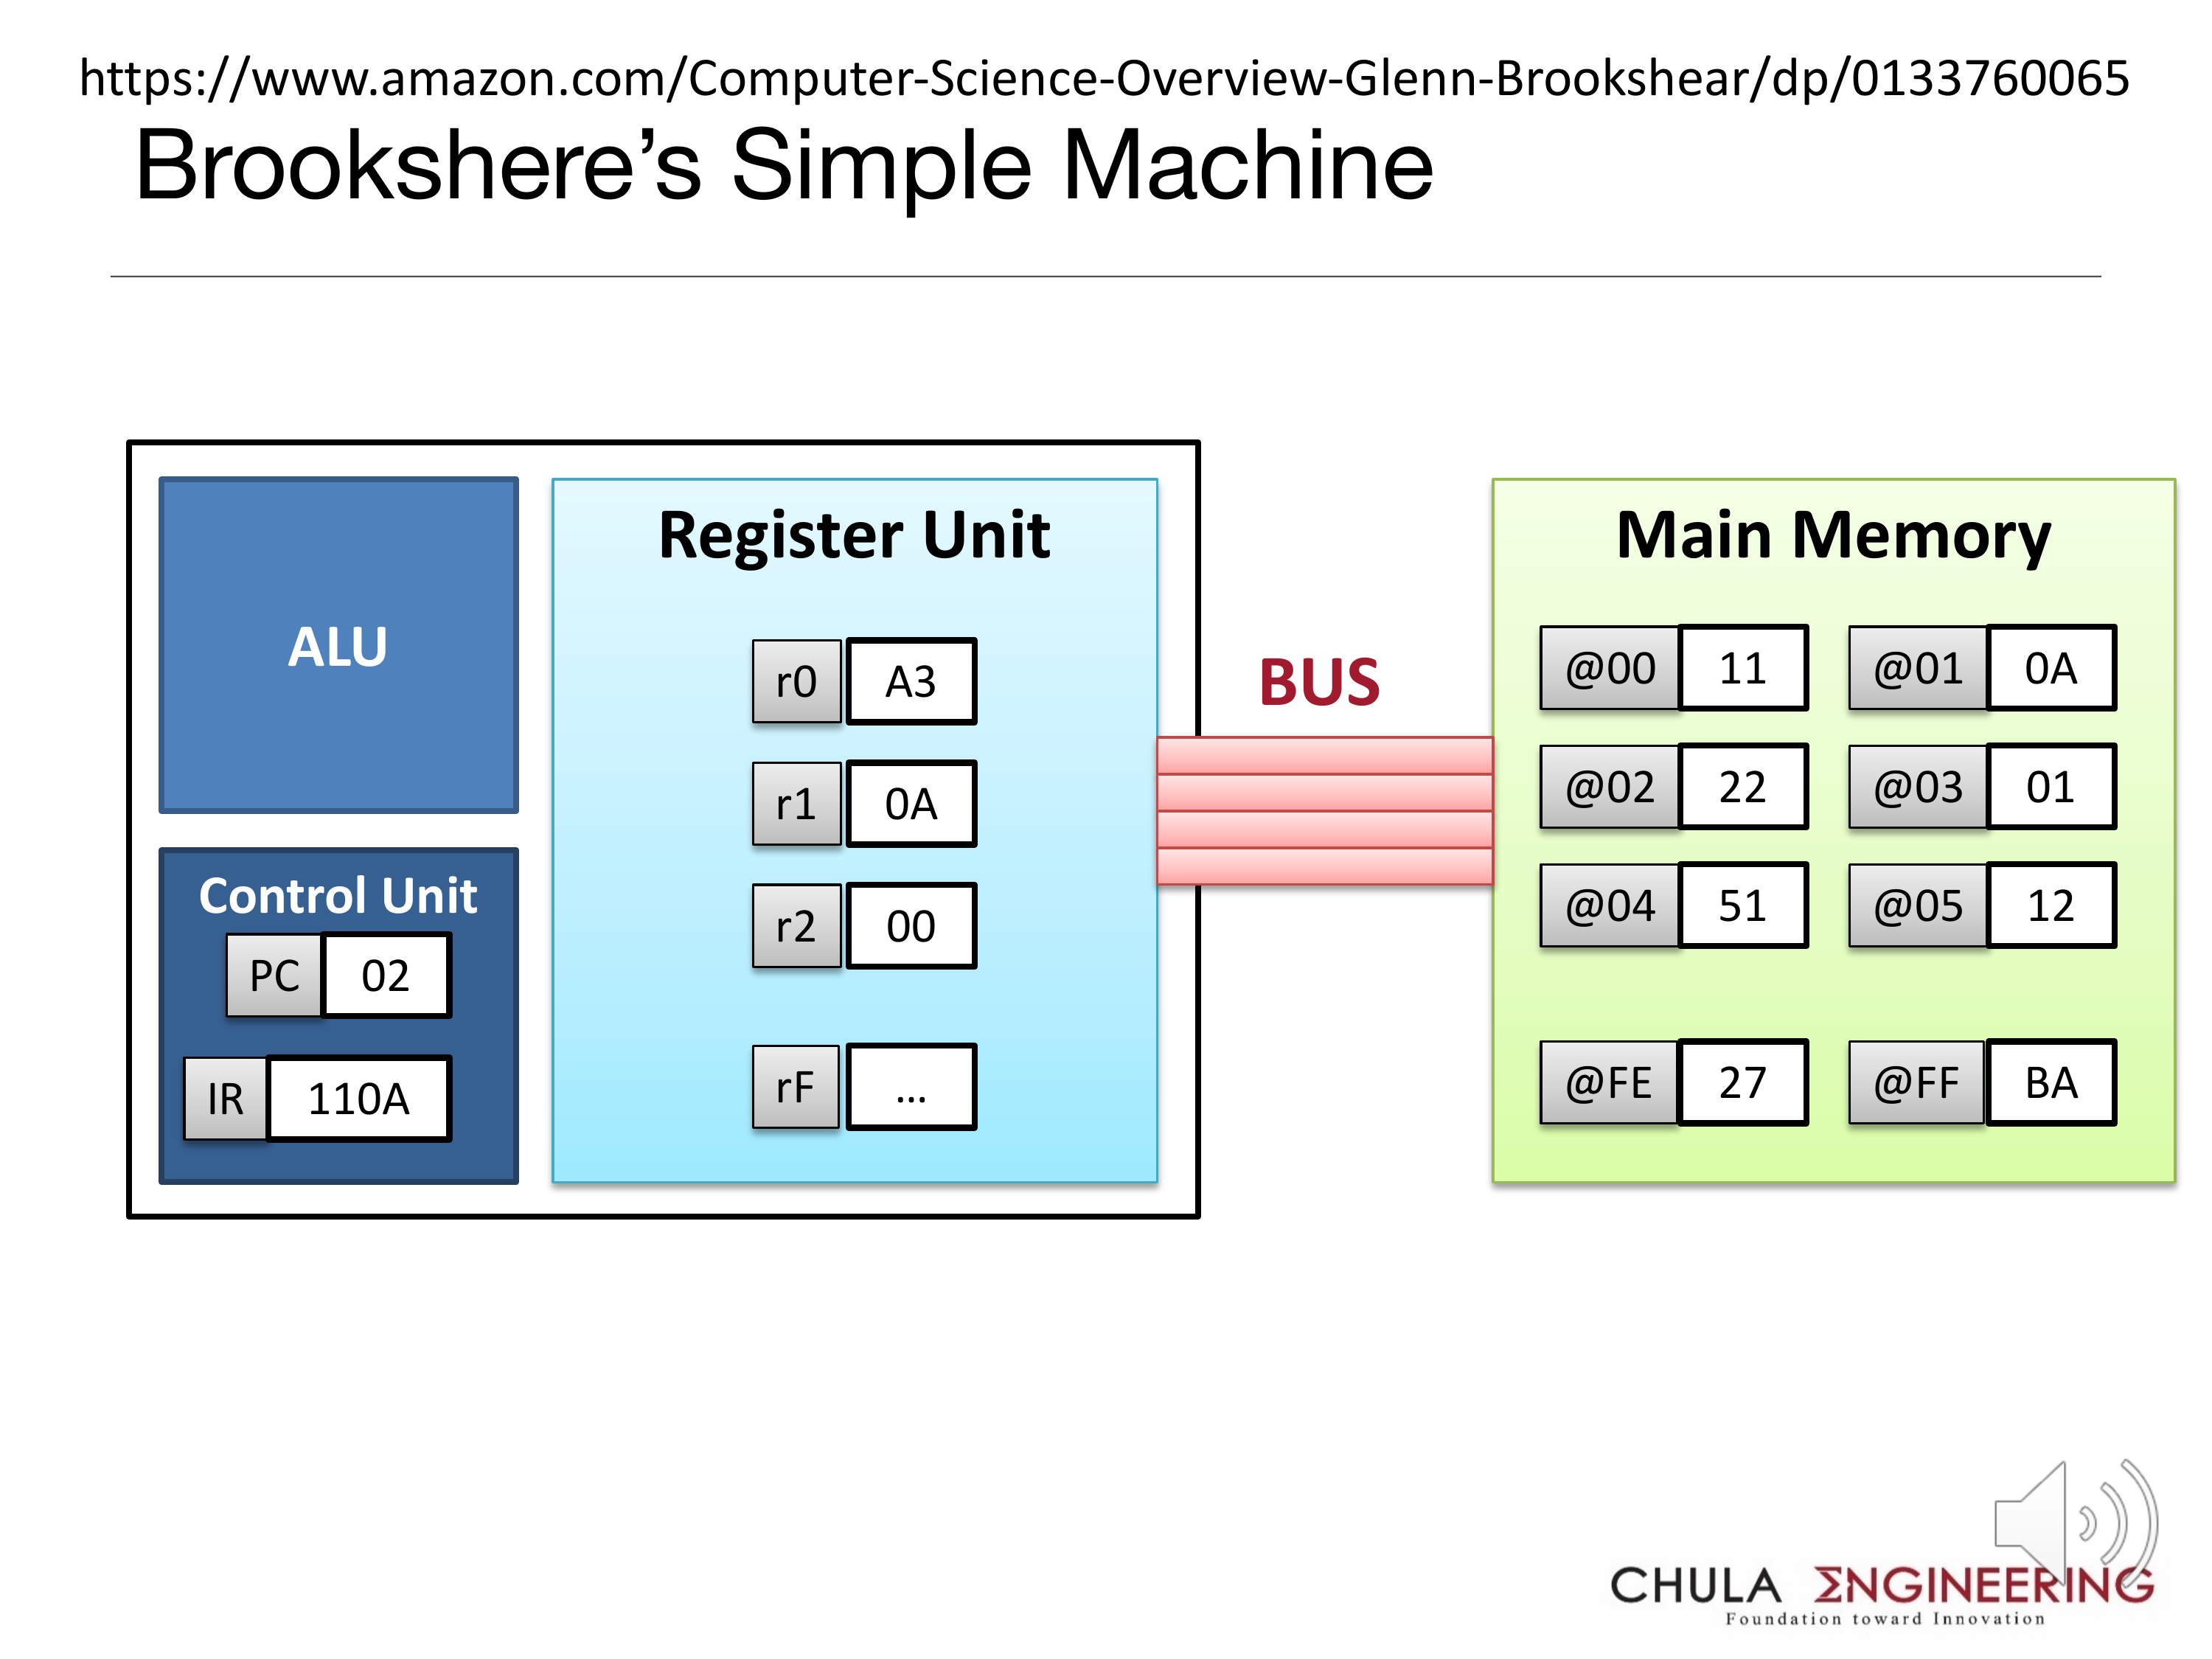 https://www.amazon.com/Computer-Science-Overview-Glenn-Brookshear/dp/0133760065
Brookshere’s Simple Machine
ALU
Control Unit
PC 02
IR 110A
Register Unit
r0 A3
r1 0A
r2 00
rF ...
BUS
Main Memory
@00 11 @01 0A
@02 22 @03 01
@04 51 @05 12
@FE 27 @FF BA
CHULA ΣNGINEERING
Foundation toward Innovation